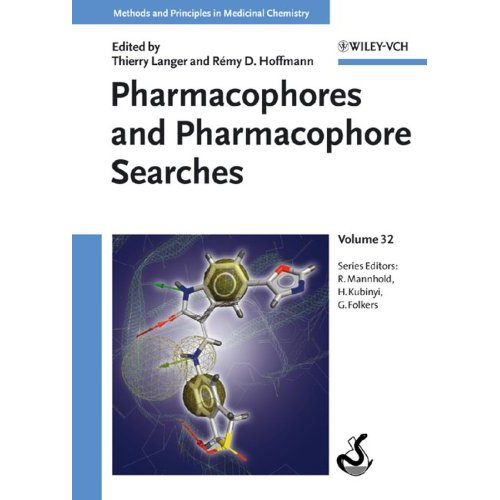 Methods and Principles in Medicinal Chemistry
Edited by
Thierry Langer and Rémy D. Hoffmann
WILEY-VCH
Pharmacophores
and Pharmacophore
Searches
Volume 32
Series Editors:
R. Mannhold,
H. Kubinyi,
G. Folkers